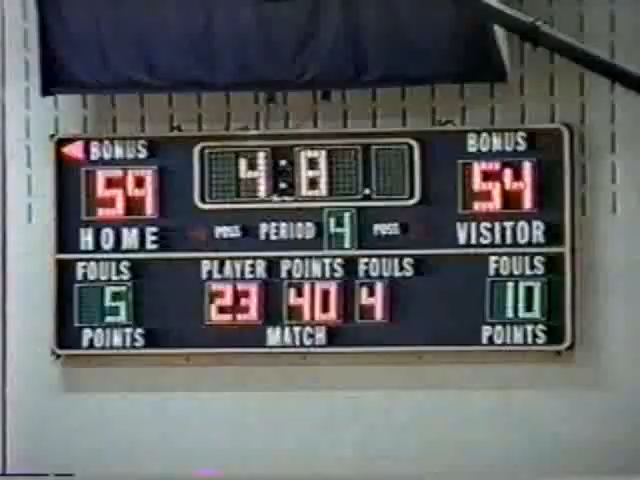 BONUS BONUS
59 4:8 . 54
HOME POSS PERIOD 4 POSS VISITOR
FOULS PLAYER POINTS FOULS FOULS
5 23 40 4 10
POINTS MATCH POINTS